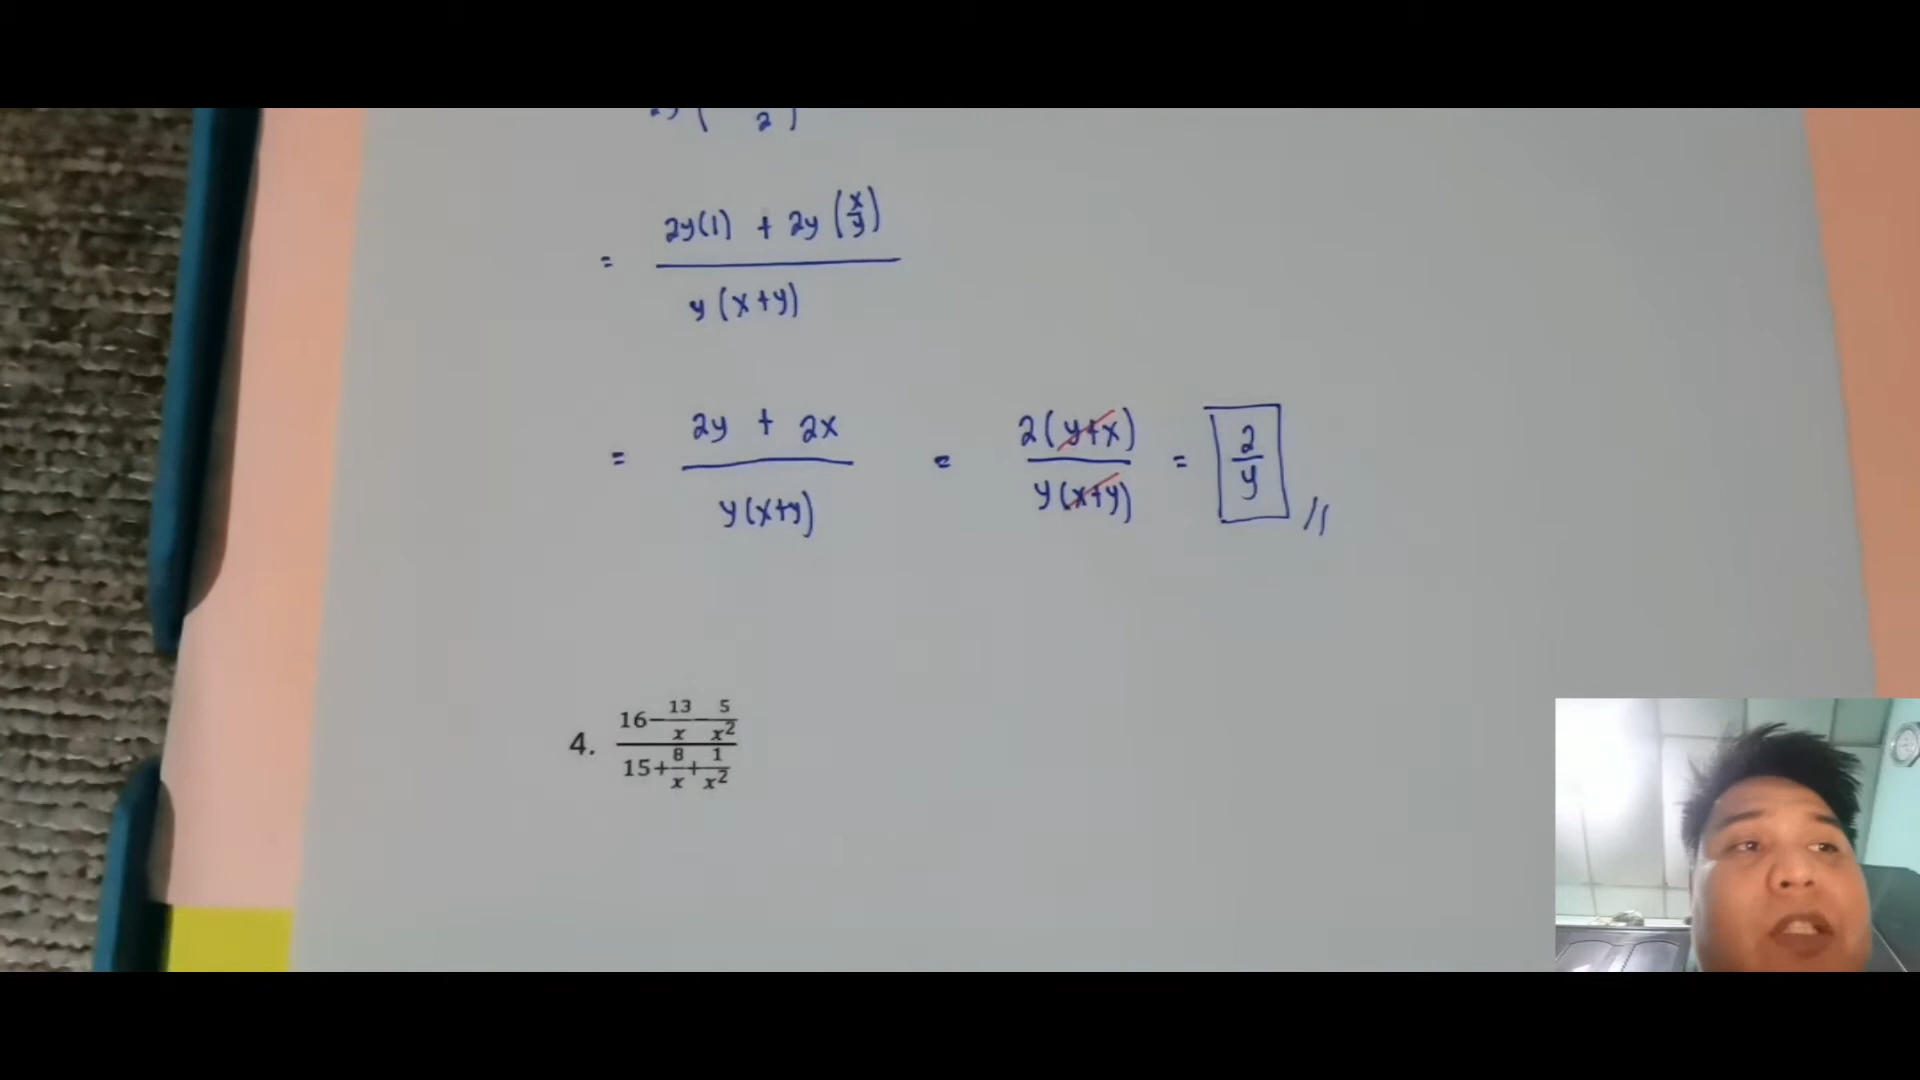 = 2y(1) + 2y (x/y) / y (x+y)
= 2y + 2x / y(x+y) = 2(y+x) / y(x+y) = 2/y //
4. 16 - 13/x - 5/x² / 15 + 8/x + 1/x²